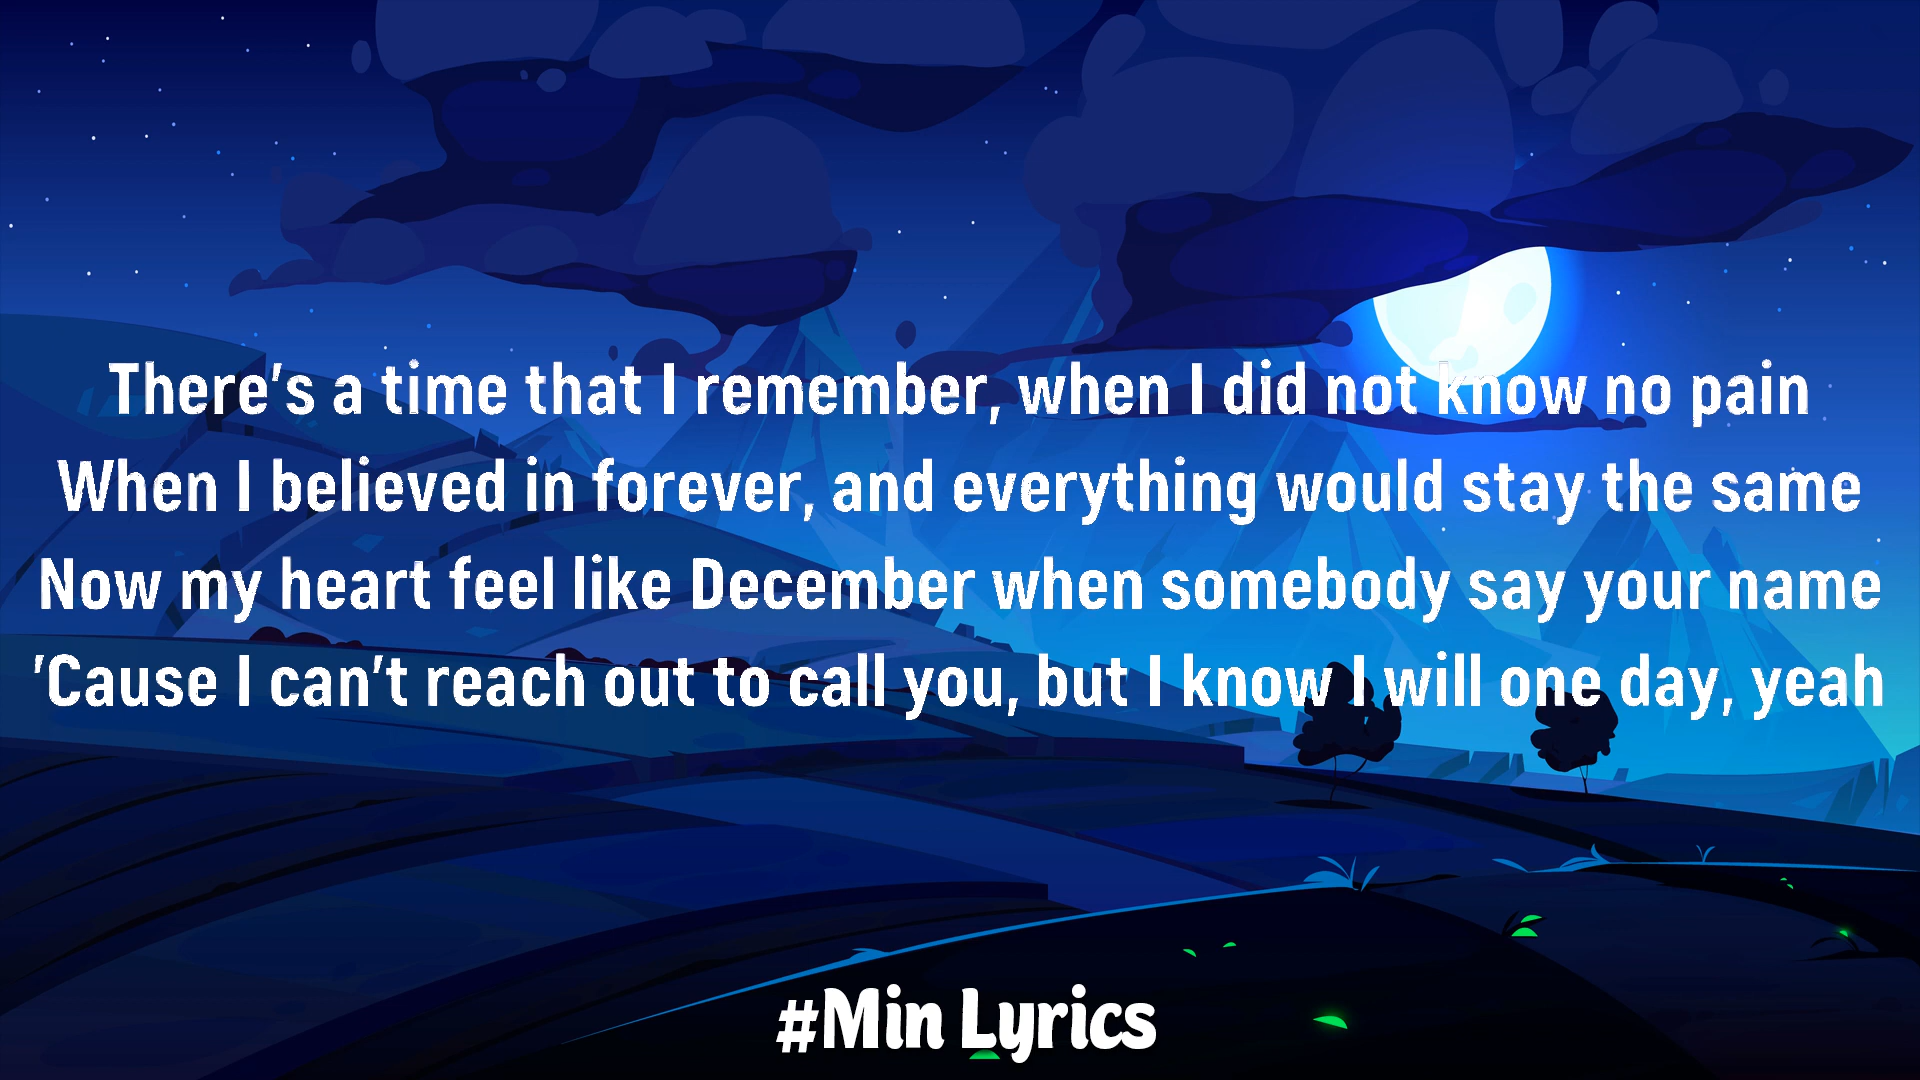 There's a time that I remember, when I did not know no pain
When I believed in forever, and everything would stay the same
Now my heart feel like December when somebody say your name
'Cause I can't reach out to call you, but I know I will one day, yeah
#Min Lyrics